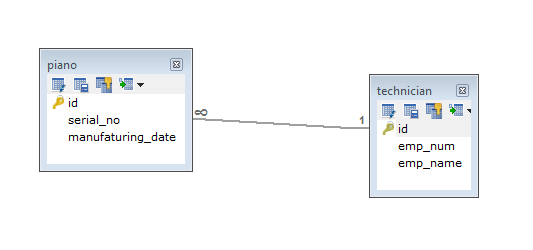 piano
id
serial_no
manufaturing_date
∞
1
technician
id
emp_num
emp_name